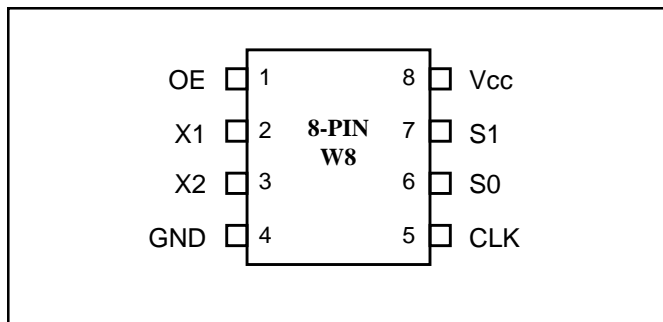 OE 1 8 Vcc
X1 2 8-PIN 7 S1
W8
X2 3 6 S0
GND 4 5 CLK